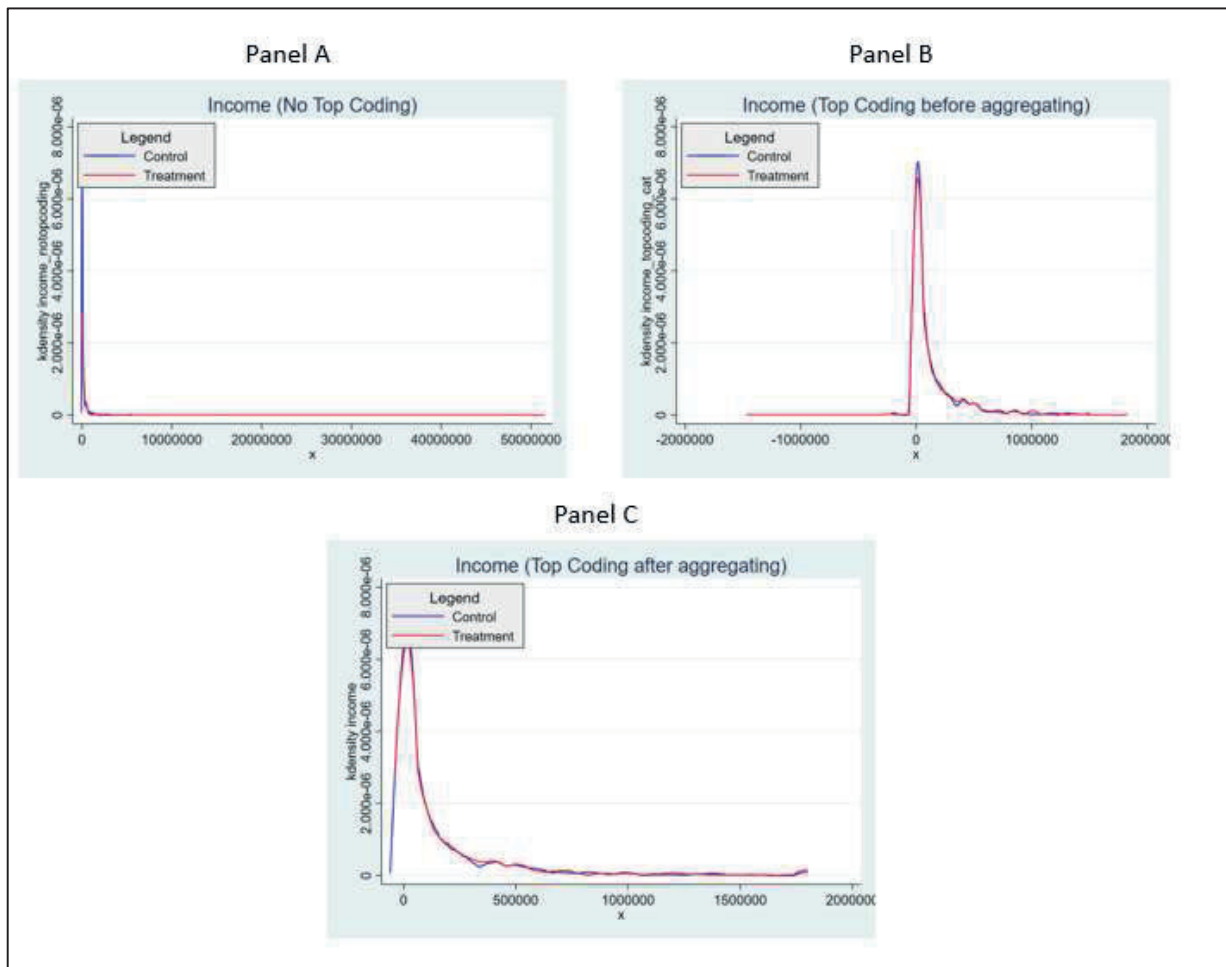 Panel A
Income (No Top Coding)
Legend
Control
Treatment
kdensity income_notopcoding
0
2.000e-06
4.000e-06
6.000e-06
8.000e-06
0
10000000
20000000
30000000
40000000
50000000
x
Panel B
Income (Top Coding before aggregating)
Legend
Control
Treatment
kdensity income_topcoding_cat
0
2.000e-06
4.000e-06
6.000e-06
8.000e-06
-2000000
-1000000
0
1000000
2000000
x
Panel C
Income (Top Coding after aggregating)
Legend
Control
Treatment
kdensity income
0
2.000e-06
4.000e-06
6.000e-06
8.000e-06
0
500000
1000000
1500000
2000000
x